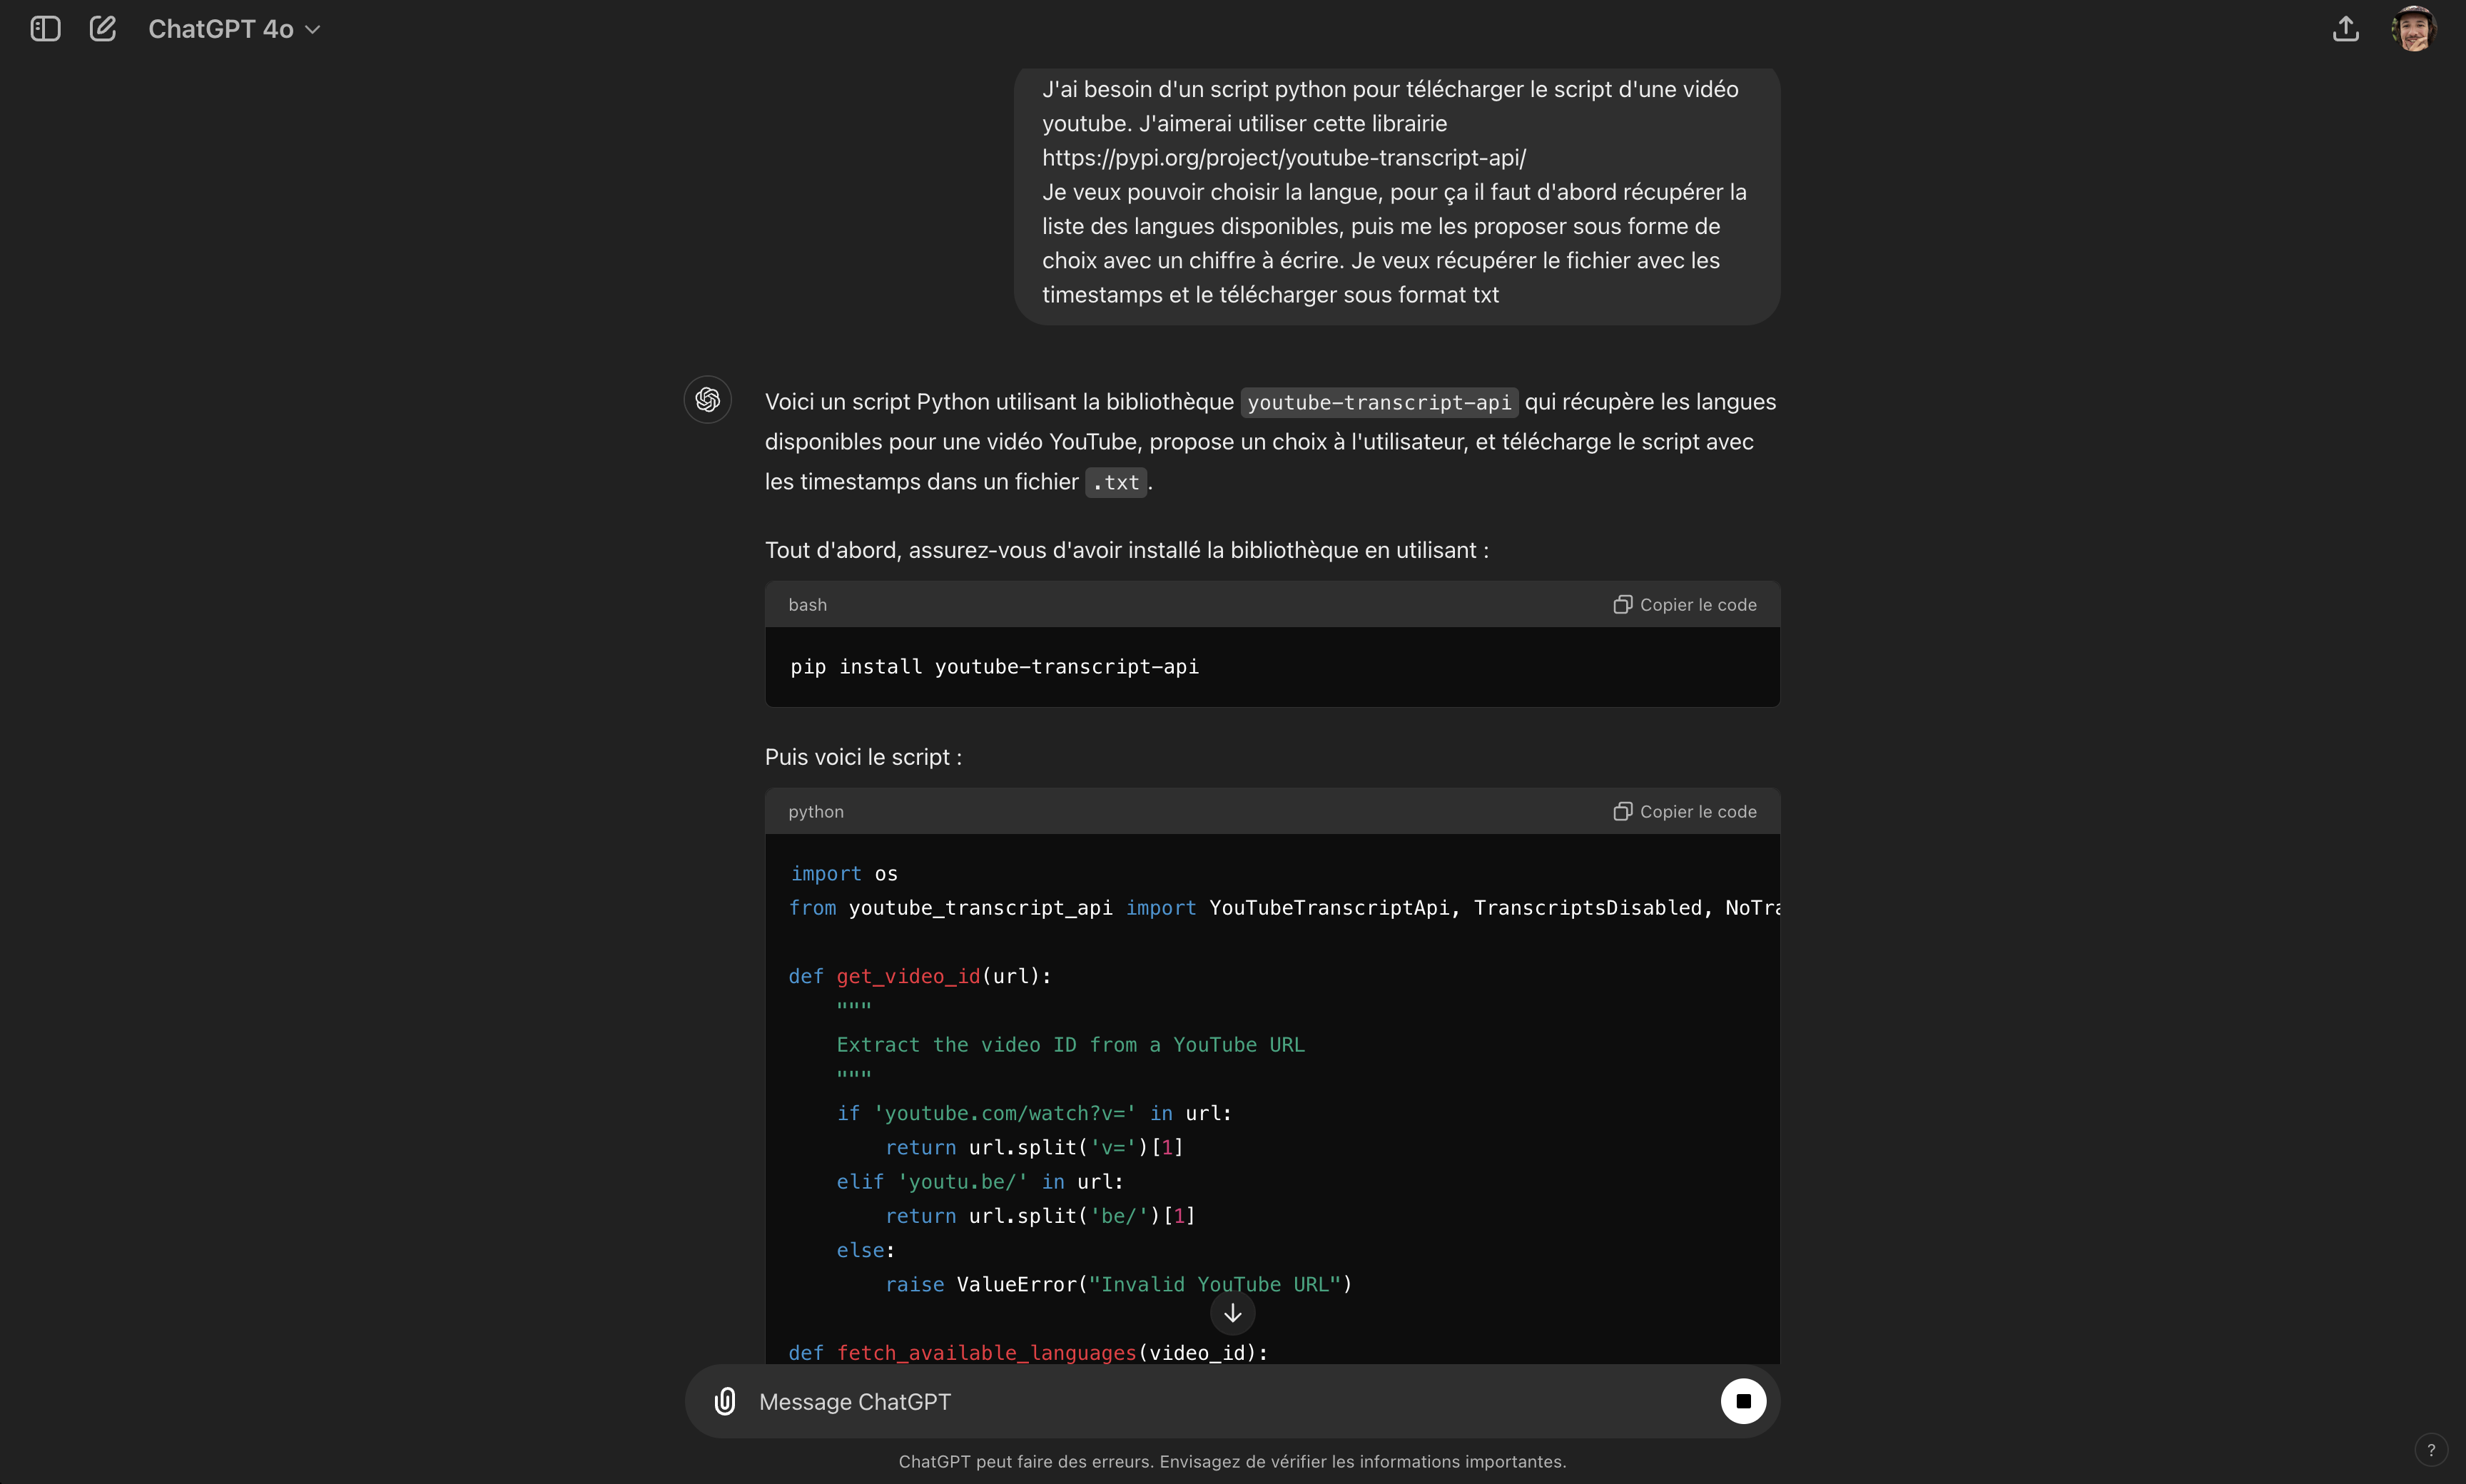 ChatGPT 4o
J'ai besoin d'un script python pour télécharger le script d'une vidéo
youtube. J'aimerai utiliser cette librairie
https://pypi.org/project/youtube-transcript-api/
Je veux pouvoir choisir la langue, pour ça il faut d'abord récupérer la
liste des langues disponibles, puis me les proposer sous forme de
choix avec un chiffre à écrire. Je veux récupérer le fichier avec les
timestamps et le télécharger sous format txt
Voici un script Python utilisant la bibliothèque youtube-transcript-api qui récupère les langues
disponibles pour une vidéo YouTube, propose un choix à l'utilisateur, et télécharge le script avec
les timestamps dans un fichier .txt.
Tout d'abord, assurez-vous d'avoir installé la bibliothèque en utilisant :
bash Copier le code
pip install youtube-transcript-api
Puis voici le script :
python Copier le code
import os
from youtube_transcript_api import YouTubeTranscriptApi, TranscriptsDisabled, NoTra
def get_video_id(url):
"""
Extract the video ID from a YouTube URL
"""
if 'youtube.com/watch?v=' in url:
return url.split('v=')[1]
elif 'youtu.be/' in url:
return url.split('be/')[1]
else:
raise ValueError("Invalid YouTube URL")
def fetch_available_languages(video_id):
Message ChatGPT
ChatGPT peut faire des erreurs. Envisagez de vérifier les informations importantes.
?